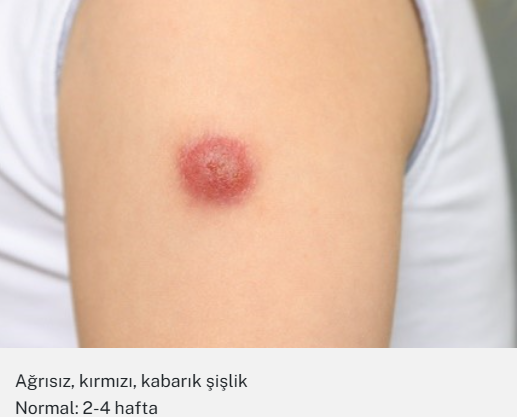 Ağrısız, kırmızı, kabarık şişlik
Normal: 2-4 hafta